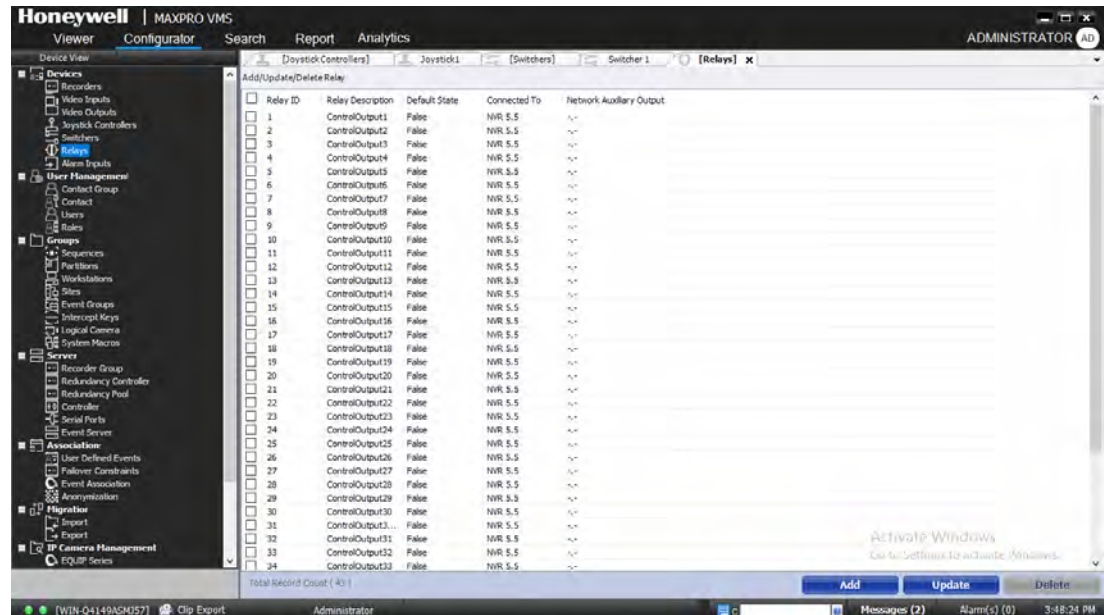 Honeywell | MAXPRO VMS
Viewer Configurator Search Report Analytics ADMINISTRATOR AD
Device View
Devices
Recorders
Video Inputs
Video Outputs
Joystick Controllers
Switchers
Relays
Alarm Inputs
User Management
Contact Group
Contact
Users
Roles
Groups
Sequences
Partitions
Workstations
Sites
Event Groups
Intercept Keys
Logical Camera
System Macros
Server
Recorder Group
Redundancy Controller
Redundancy Pool
Controller
Serial Ports
Event Server
Association
User Defined Events
Failover Constraints
Event Association
Anonymization
Migration
Import
Export
IP Camera Management
EQUIP Series
[Joystick Controllers] Joystick1 [Switchers] Switcher 1 [Relays] x
Add/Update/Delete Relay
Relay ID Relay Description Default State Connected To Network Auxiliary Output
1 ControlOutput1 False NVR 5.5 -,-
2 ControlOutput2 False NVR 5.5 -,-
3 ControlOutput3 False NVR 5.5 -,-
4 ControlOutput4 False NVR 5.5 -,-
5 ControlOutput5 False NVR 5.5 -,-
6 ControlOutput6 False NVR 5.5 -,-
7 ControlOutput7 False NVR 5.5 -,-
8 ControlOutput8 False NVR 5.5 -,-
9 ControlOutput9 False NVR 5.5 -,-
10 ControlOutput10 False NVR 5.5 -,-
11 ControlOutput11 False NVR 5.5 -,-
12 ControlOutput12 False NVR 5.5 -,-
13 ControlOutput13 False NVR 5.5 -,-
14 ControlOutput14 False NVR 5.5 -,-
15 ControlOutput15 False NVR 5.5 -,-
16 ControlOutput16 False NVR 5.5 -,-
17 ControlOutput17 False NVR 5.5 -,-
18 ControlOutput18 False NVR 5.5 -,-
19 ControlOutput19 False NVR 5.5 -,-
20 ControlOutput20 False NVR 5.5 -,-
21 ControlOutput21 False NVR 5.5 -,-
22 ControlOutput22 False NVR 5.5 -,-
23 ControlOutput23 False NVR 5.5 -,-
24 ControlOutput24 False NVR 5.5 -,-
25 ControlOutput25 False NVR 5.5 -,-
26 ControlOutput26 False NVR 5.5 -,-
27 ControlOutput27 False NVR 5.5 -,-
28 ControlOutput28 False NVR 5.5 -,-
29 ControlOutput29 False NVR 5.5 -,-
30 ControlOutput30 False NVR 5.5 -,-
31 ControlOutput3... False NVR 5.5 -,-
32 ControlOutput31 False NVR 5.5 -,-
33 ControlOutput32 False NVR 5.5 -,-
34 ControlOutput33 False NVR 5.5 -,-
Activate Windows
Go to Settings to activate Windows.
Total Record Count ( 43 )
Add Update Delete
[WIN-Q4149ASMJ57] Clip Export Administrator C Messages (2) Alarm(s) (0) 3:48:24 PM